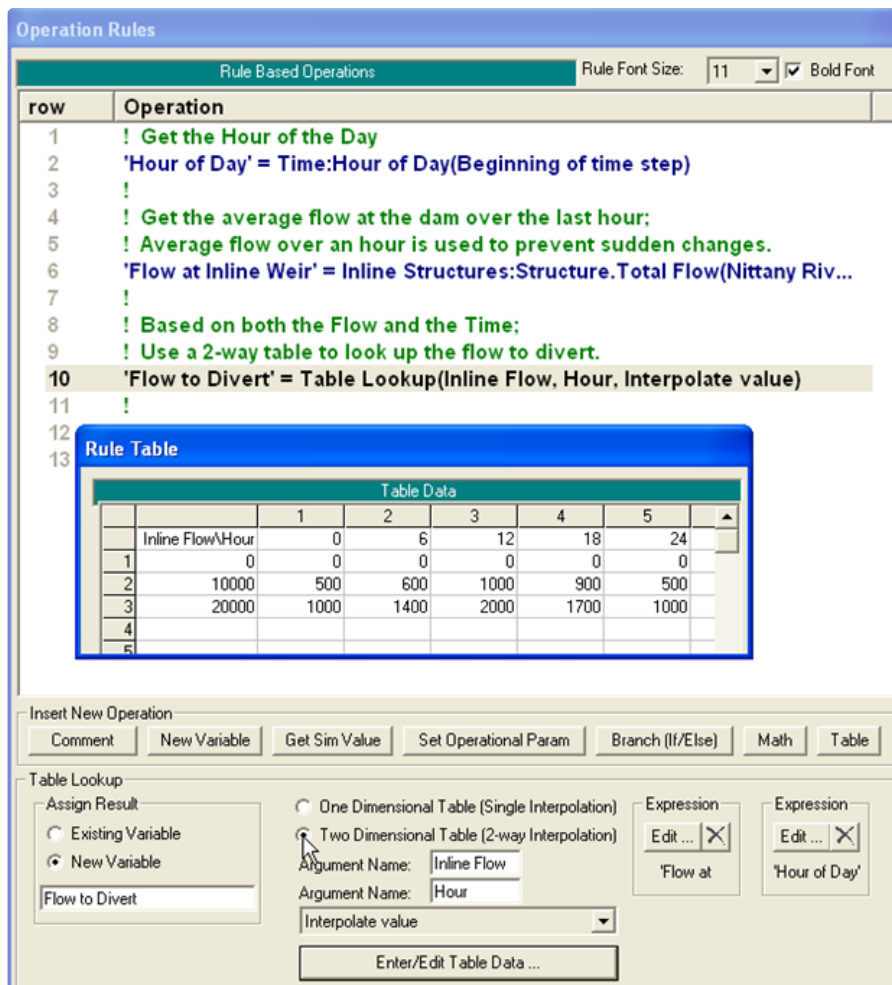 Operation Rules
Rule Based Operations Rule Font Size: 11 Bold Font
row Operation
1 ! Get the Hour of the Day
2 'Hour of Day' = Time:Hour of Day(Beginning of time step)
3 !
4 ! Get the average flow at the dam over the last hour;
5 ! Average flow over an hour is used to prevent sudden changes.
6 'Flow at Inline Weir' = Inline Structures:Structure.Total Flow(Nittany Riv...
7 !
8 ! Based on both the Flow and the Time;
9 ! Use a 2-way table to look up the flow to divert.
10 'Flow to Divert' = Table Lookup(Inline Flow, Hour, Interpolate value)
11 !
12
13
Rule Table
Table Data
1 2 3 4 5
Inline Flow\Hour 0 6 12 18 24
1 0 0 0 0 0 0
2 10000 500 600 1000 900 500
3 20000 1000 1400 2000 1700 1000
4
5
Insert New Operation
Comment New Variable Get Sim Value Set Operational Param Branch (If/Else) Math Table
Table Lookup
Assign Result
Existing Variable
New Variable
Flow to Divert
One Dimensional Table (Single Interpolation)
Two Dimensional Table (2-way Interpolation)
Argument Name: Inline Flow
Argument Name: Hour
Interpolate value
Enter/Edit Table Data ...
Expression
Edit ...
'Flow at
Expression
Edit ...
'Hour of Day'